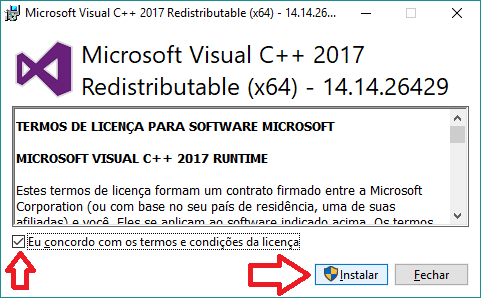 Microsoft Visual C++ 2017 Redistributable (x64) - 14.14.26...
Microsoft Visual C++ 2017
Redistributable (x64) - 14.14.26429
TERMOS DE LICENÇA PARA SOFTWARE MICROSOFT
MICROSOFT VISUAL C++ 2017 RUNTIME
Estes termos de licença formam um contrato firmado entre a Microsoft
Corporation (ou com base no seu país de residência, uma de suas
afiliadas) e você. Eles se aplicam ao software indicado acima. Os termos
Eu concordo com os termos e condições da licença
Instalar Fechar